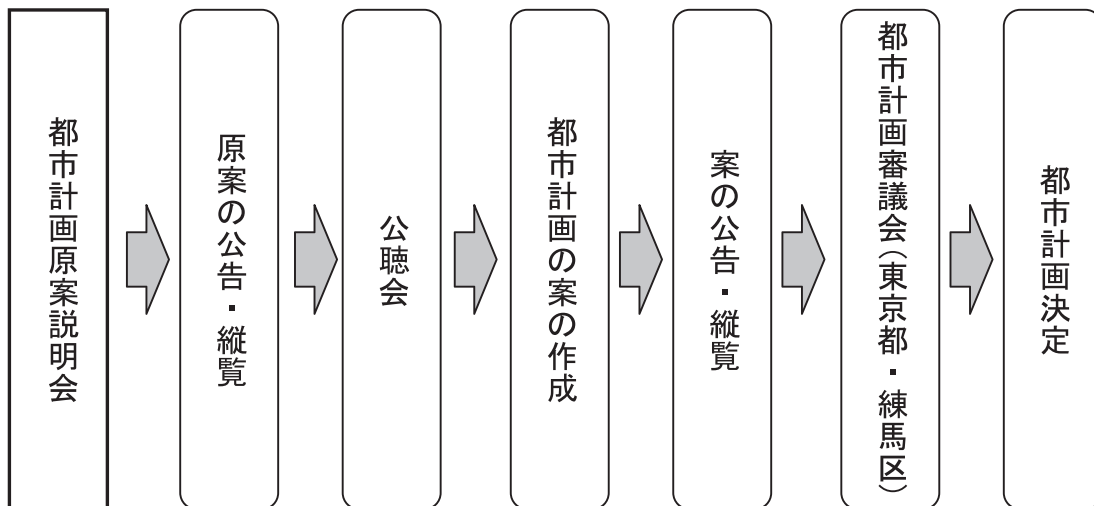 都市計画原案説明会
原案の公告・縦覧
公聴会
都市計画の案の作成
案の公告・縦覧
都市計画審議会（東京都・練馬区）
都市計画決定